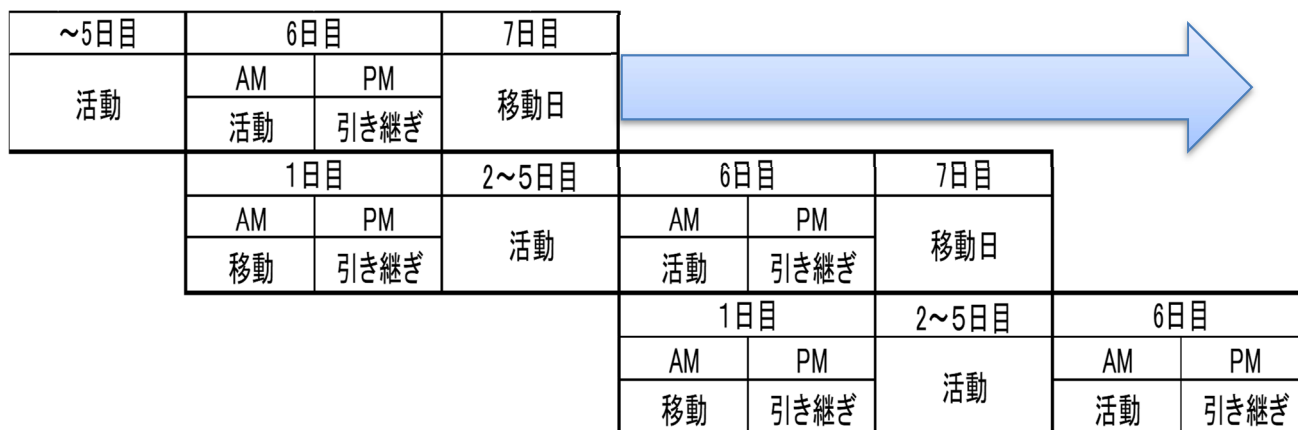 ～5日目 6日目 7日目
活動 AM PM 移動日
活動 引き継ぎ
1日目 2～5日目 6日目 7日目
AM PM 活動 AM PM 移動日
移動 引き継ぎ 活動 引き継ぎ
1日目 2～5日目 6日目
AM PM 活動 AM PM
移動 引き継ぎ 活動 引き継ぎ